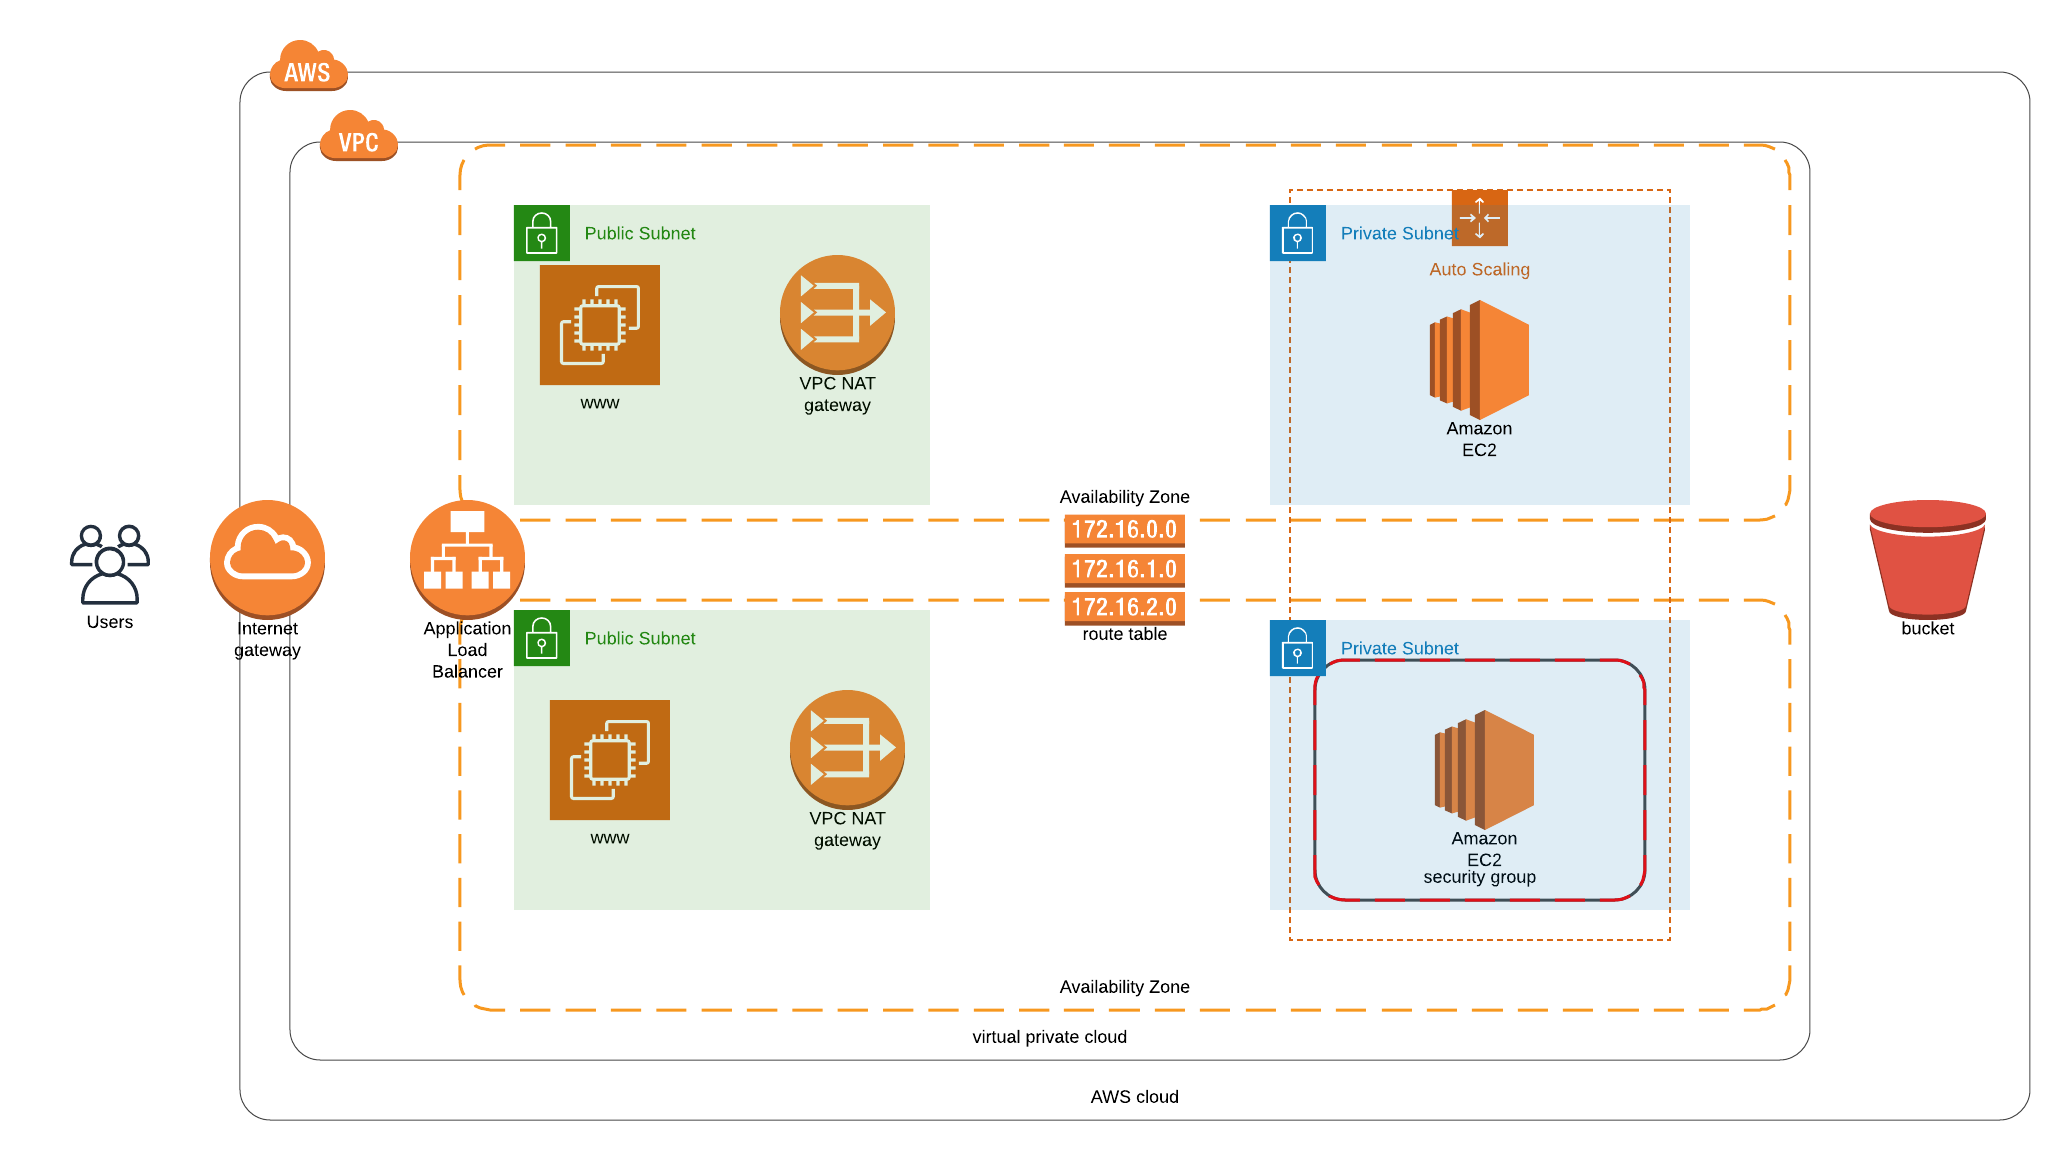 AWS
VPC
Public Subnet
www
VPC NAT
gateway
Private Subnet
Auto Scaling
Amazon
EC2
Availability Zone
172.16.0.0
172.16.1.0
172.16.2.0
route table
Users
Internet
gateway
Application
Load
Balancer
bucket
Public Subnet
www
VPC NAT
gateway
Private Subnet
Amazon
EC2
security group
Availability Zone
virtual private cloud
AWS cloud